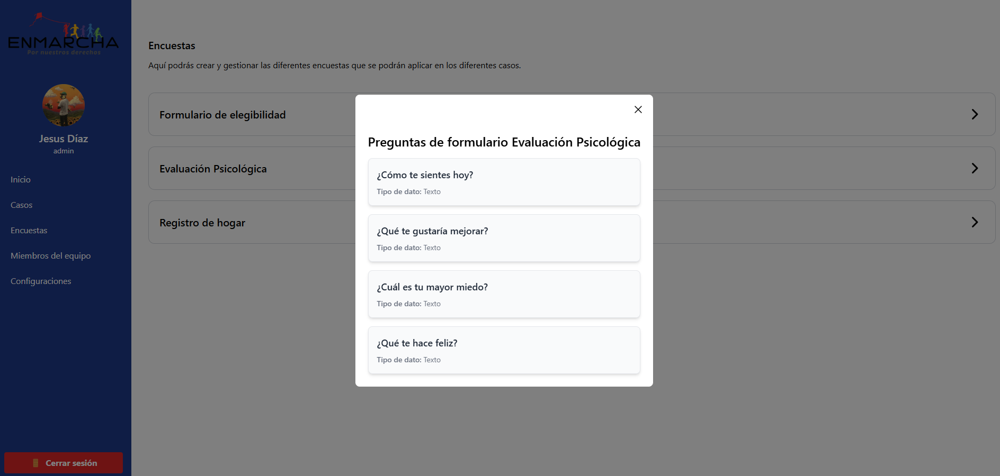 ENMARCHA
Por nuestros derechos
Jesus Díaz
admin
Inicio
Casos
Encuestas
Miembros del equipo
Configuraciones
Cerrar sesión
Encuestas
Aquí podrás crear y gestionar las diferentes encuestas que se podrán aplicar en los diferentes casos.
Formulario de elegibilidad
Evaluación Psicológica
Registro de hogar
Preguntas de formulario Evaluación Psicológica
¿Cómo te sientes hoy?
Tipo de dato: Texto
¿Qué te gustaría mejorar?
Tipo de dato: Texto
¿Cuál es tu mayor miedo?
Tipo de dato: Texto
¿Qué te hace feliz?
Tipo de dato: Texto